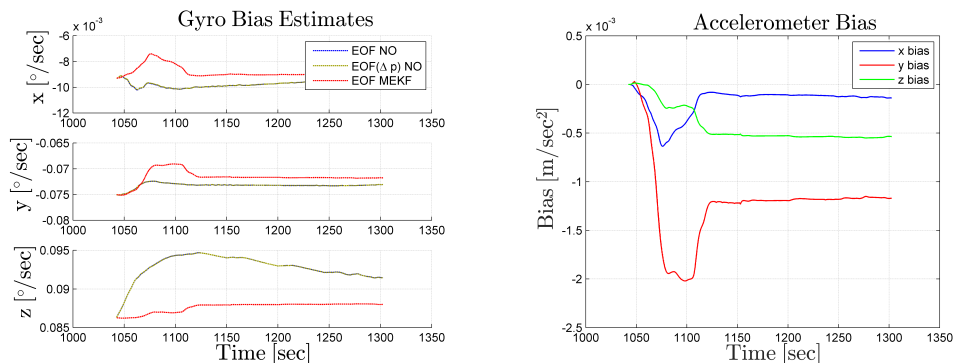 Gyro Bias Estimates
x 10⁻³
-6
-8
-10
-12
x [°/sec]
EOF NO
EOF(Δ p) NO
EOF MEKF
1000 1050 1100 1150 1200 1250 1300 1350
-0.065
-0.07
-0.075
-0.08
y [°/sec]
1000 1050 1100 1150 1200 1250 1300 1350
0.095
0.09
0.085
z [°/sec]
1000 1050 1100 1150 1200 1250 1300 1350
Time [sec]
Accelerometer Bias
x 10⁻³
0.5
0
-0.5
-1
-1.5
-2
-2.5
Bias [m/sec²]
x bias
y bias
z bias
1000 1050 1100 1150 1200 1250 1300 1350
Time [sec]